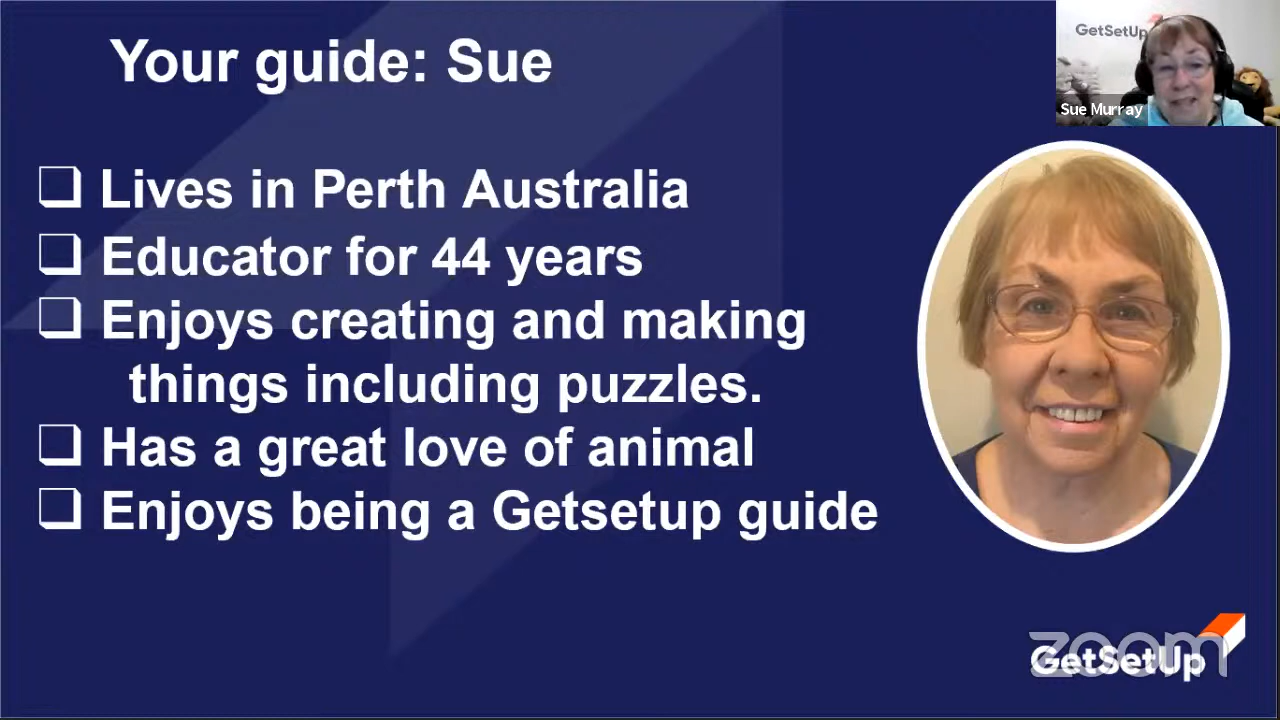 Your guide: Sue
GetSetUp
Sue Murray
❑ Lives in Perth Australia
❑ Educator for 44 years
❑ Enjoys creating and making
things including puzzles.
❑ Has a great love of animal
❑ Enjoys being a Getsetup guide
zoom
GetSetUp